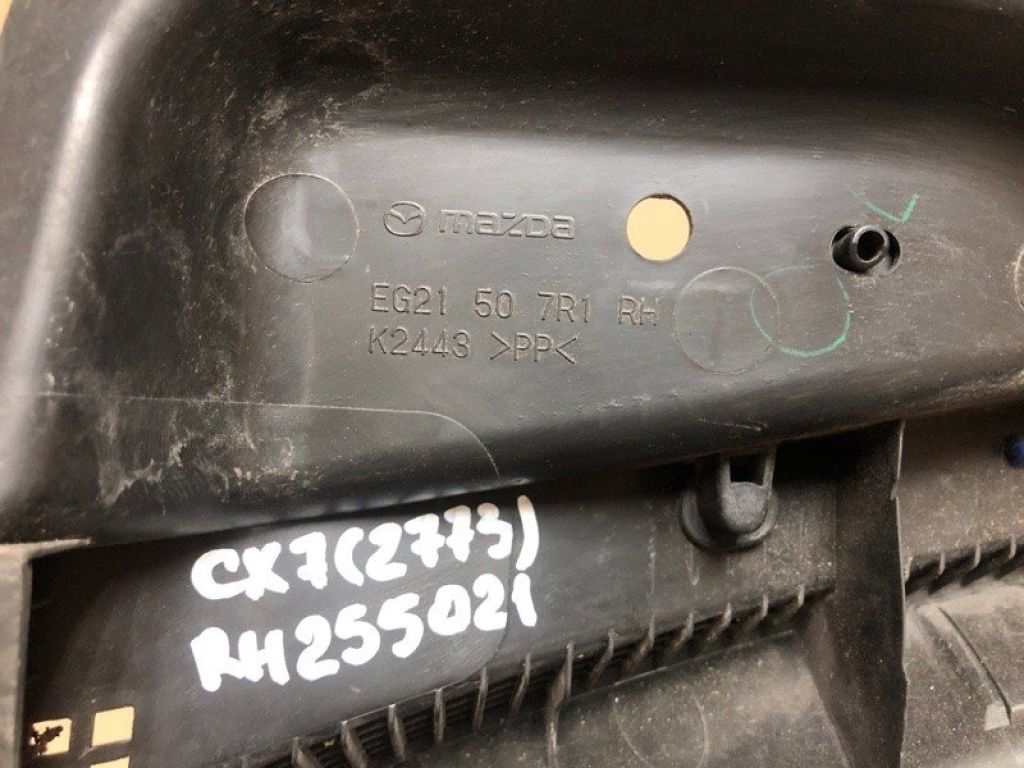 mazda
EG21 50 7R1 RH
K2443 >PP<
CX7(2773)
RH255021